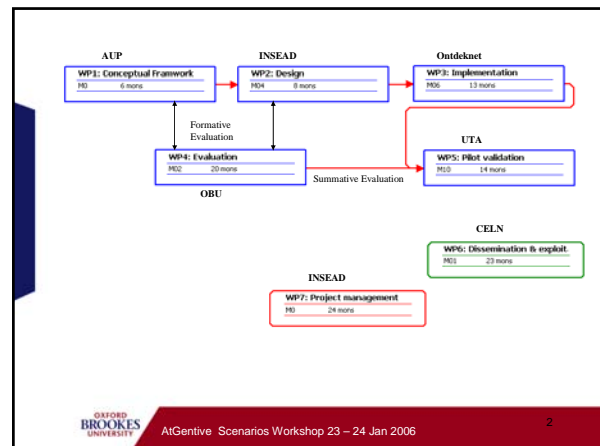 AUP
INSEAD
Ontdeknet
WP1: Conceptual Framwork
M0 6 mons
WP2: Design
M04 8 mons
WP3: Implementation
M06 13 mons
Formative
Evaluation
UTA
WP4: Evaluation
M02 20 mons
WP5: Pilot validation
M10 14 mons
Summative Evaluation
OBU
CELN
WP6: Dissemination & exploit.
M01 23 mons
INSEAD
WP7: Project management
M0 24 mons
OXFORD
BROOKES
UNIVERSITY
AtGentive Scenarios Workshop 23 – 24 Jan 2006
2